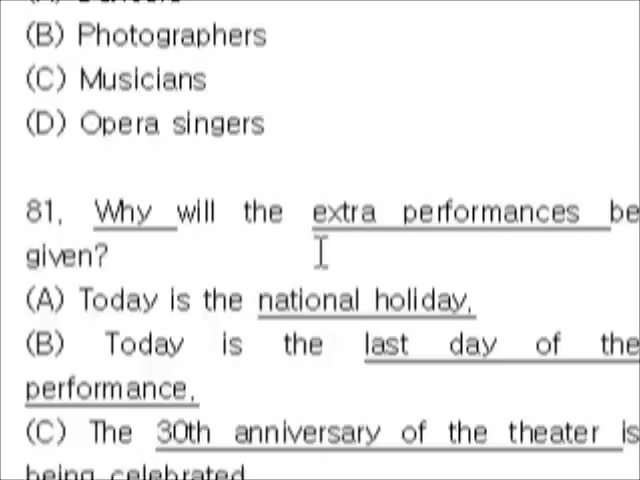 (B) Photographers
(C) Musicians
(D) Opera singers
81. Why will the extra performances be
given?
(A) Today is the national holiday.
(B) Today is the last day of the
performance.
(C) The 30th anniversary of the theater is
being celebrated